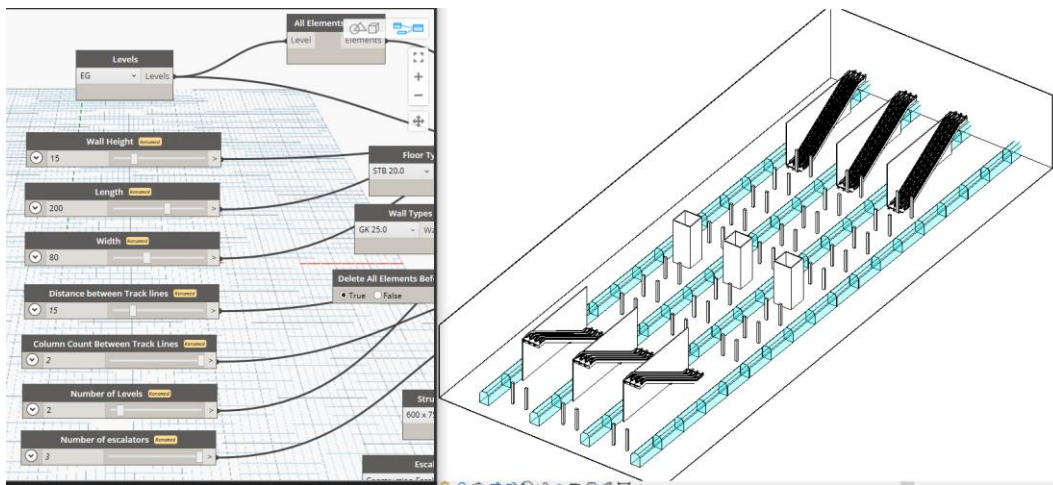 All Elements
Level Elements
Levels
EG Levels
Wall Height Renamed
15 >
Floor Ty
STB 20.0
Length Renamed
200 >
Wall Types
GK 25.0 Wa
Width Renamed
80 >
Delete All Elements Bef
True False
Distance between Track lines Renamed
15 >
Column Count Between Track Lines Renamed
2 >
Number of Levels Renamed
2 >
Stru
600 x 75
Number of escalators Renamed
3 >
Escal